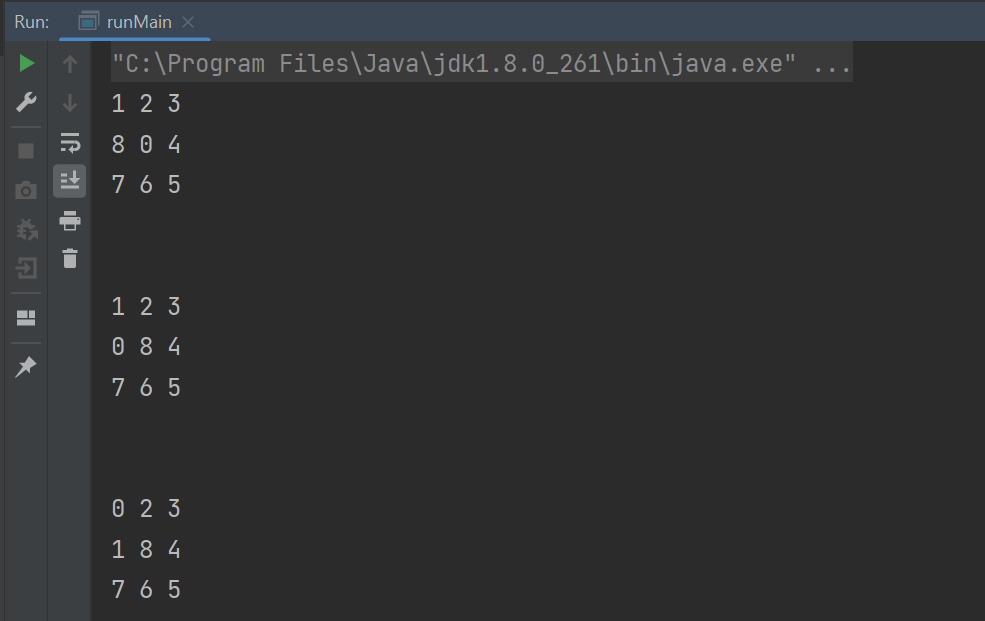 Run: runMain
"C:\Program Files\Java\jdk1.8.0_261\bin\java.exe" ...
1 2 3
8 0 4
7 6 5
1 2 3
0 8 4
7 6 5
0 2 3
1 8 4
7 6 5